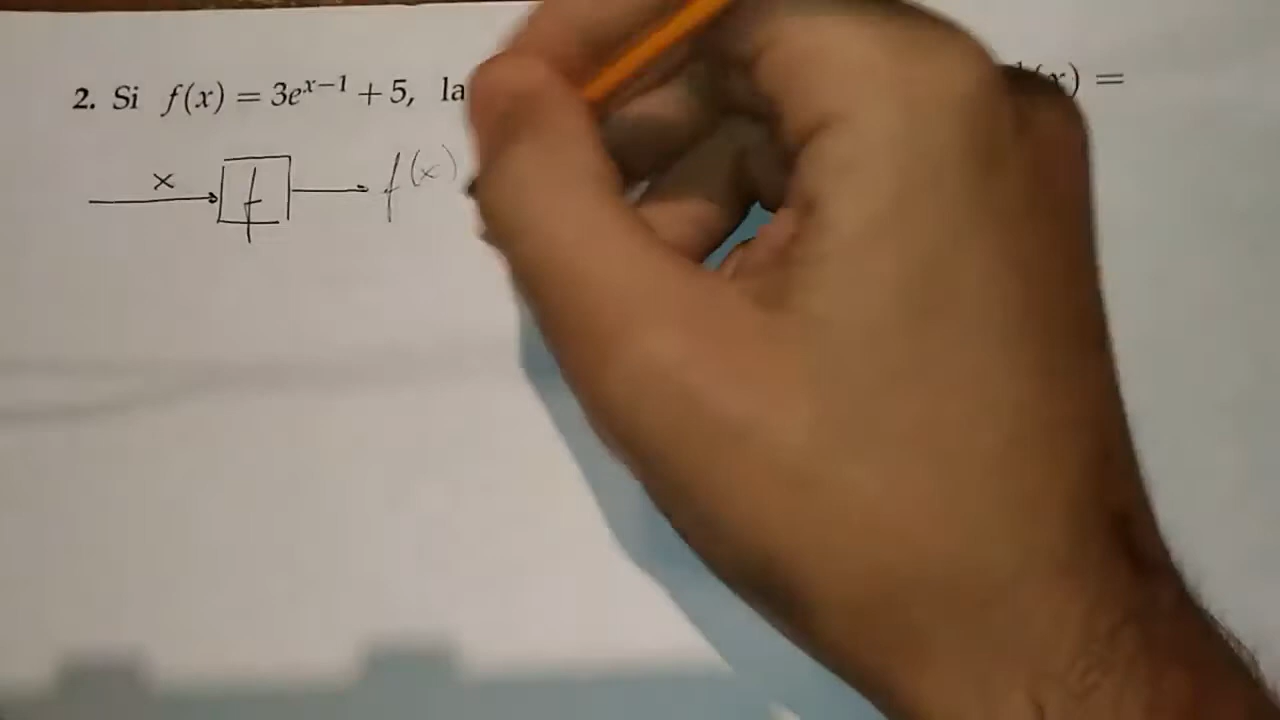 2. Si f(x) = 3e^{x-1} + 5, la (x) =
x f f(x)